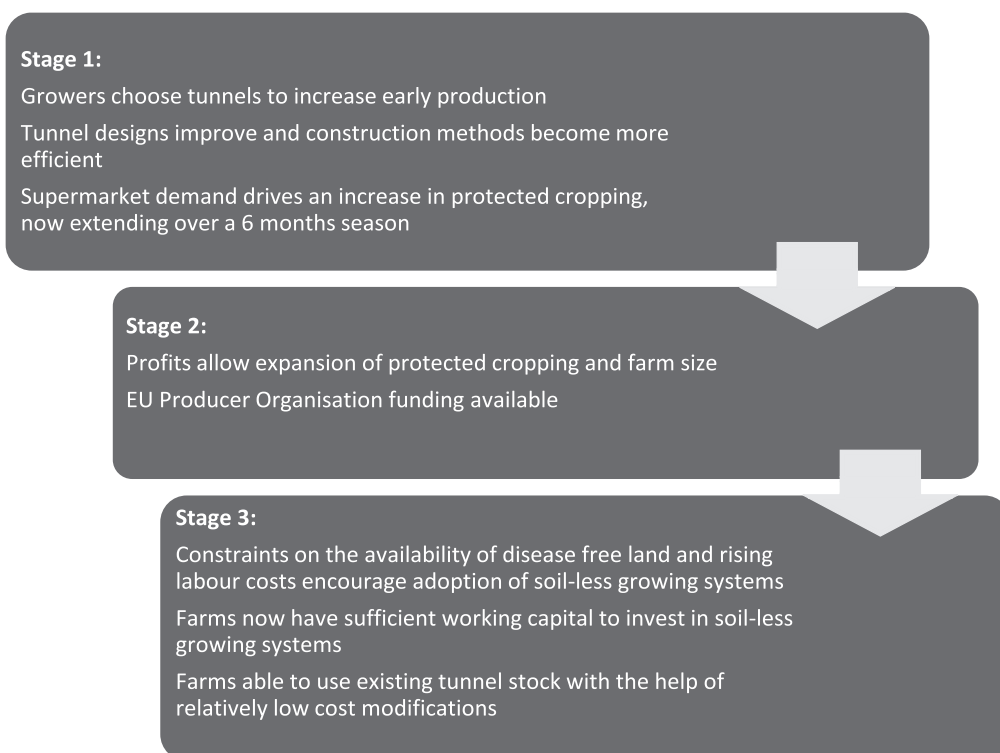 Stage 1:
Growers choose tunnels to increase early production
Tunnel designs improve and construction methods become more
efficient
Supermarket demand drives an increase in protected cropping,
now extending over a 6 months season
Stage 2:
Profits allow expansion of protected cropping and farm size
EU Producer Organisation funding available
Stage 3:
Constraints on the availability of disease free land and rising
labour costs encourage adoption of soil-less growing systems
Farms now have sufficient working capital to invest in soil-less
growing systems
Farms able to use existing tunnel stock with the help of
relatively low cost modifications